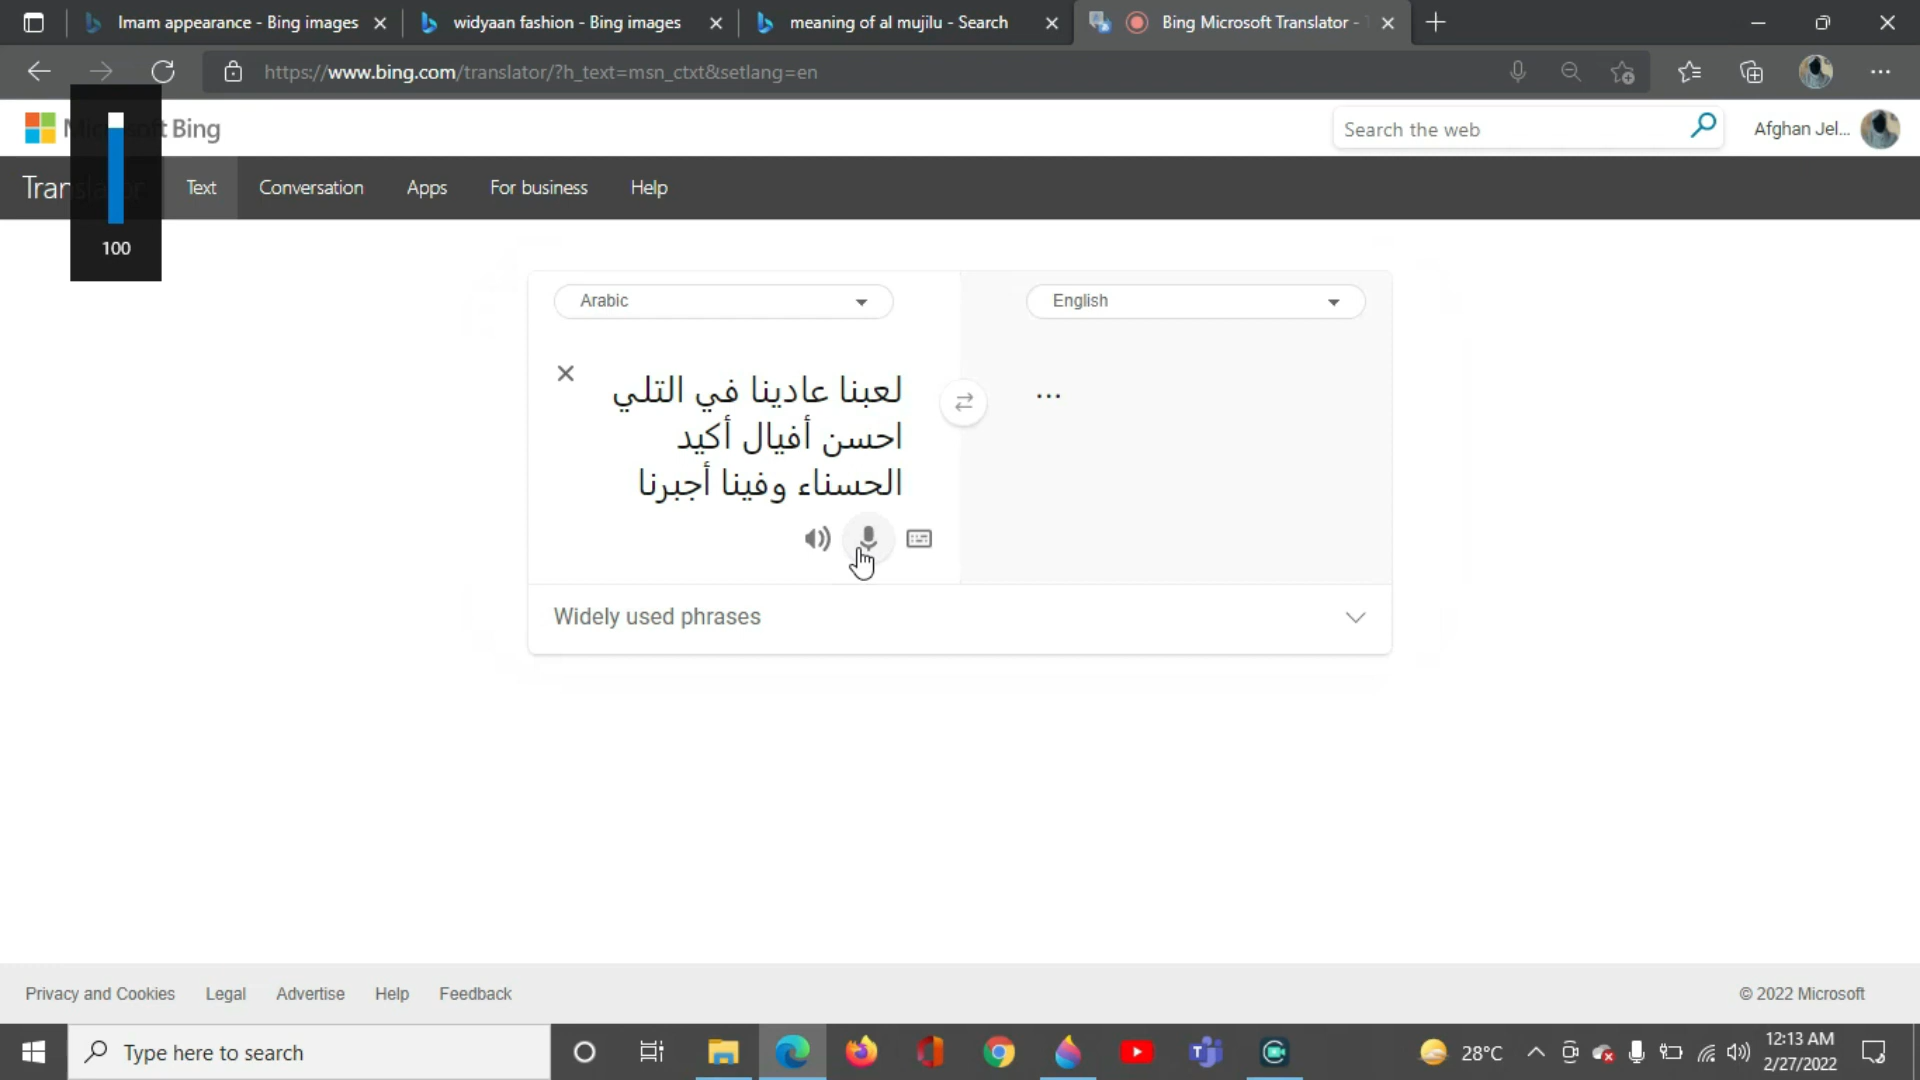 Imam appearance - Bing images
widyaan fashion - Bing images
meaning of al mujilu - Search
Bing Microsoft Translator -
https://www.bing.com/translator/?h_text=msn_ctxt&setlang=en
Microsoft Bing
Search the web
Afghan Jel...
Translator
Text
Conversation
Apps
For business
Help
100
Arabic
English
لعبنا عادينا في التلي
احسن أفيال أكيد
الحسناء وفينا أجبرنا
...
Widely used phrases
Privacy and Cookies
Legal
Advertise
Help
Feedback
© 2022 Microsoft
Type here to search
28°C
12:13 AM
2/27/2022